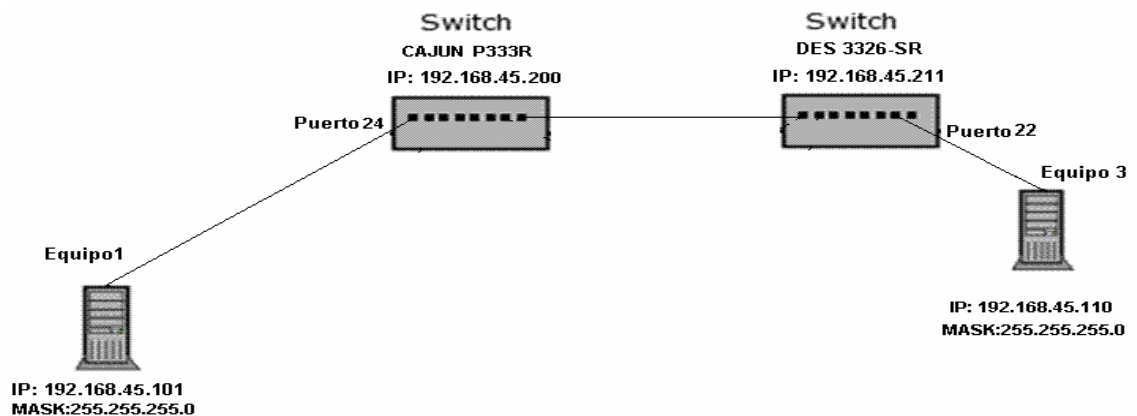 Switch
CAJUN P333R
IP: 192.168.45.200
Switch
DES 3326-SR
IP: 192.168.45.211
Puerto 24
Puerto 22
Equipo 3
Equipo1
IP: 192.168.45.110
MASK:255.255.255.0
IP: 192.168.45.101
MASK:255.255.255.0